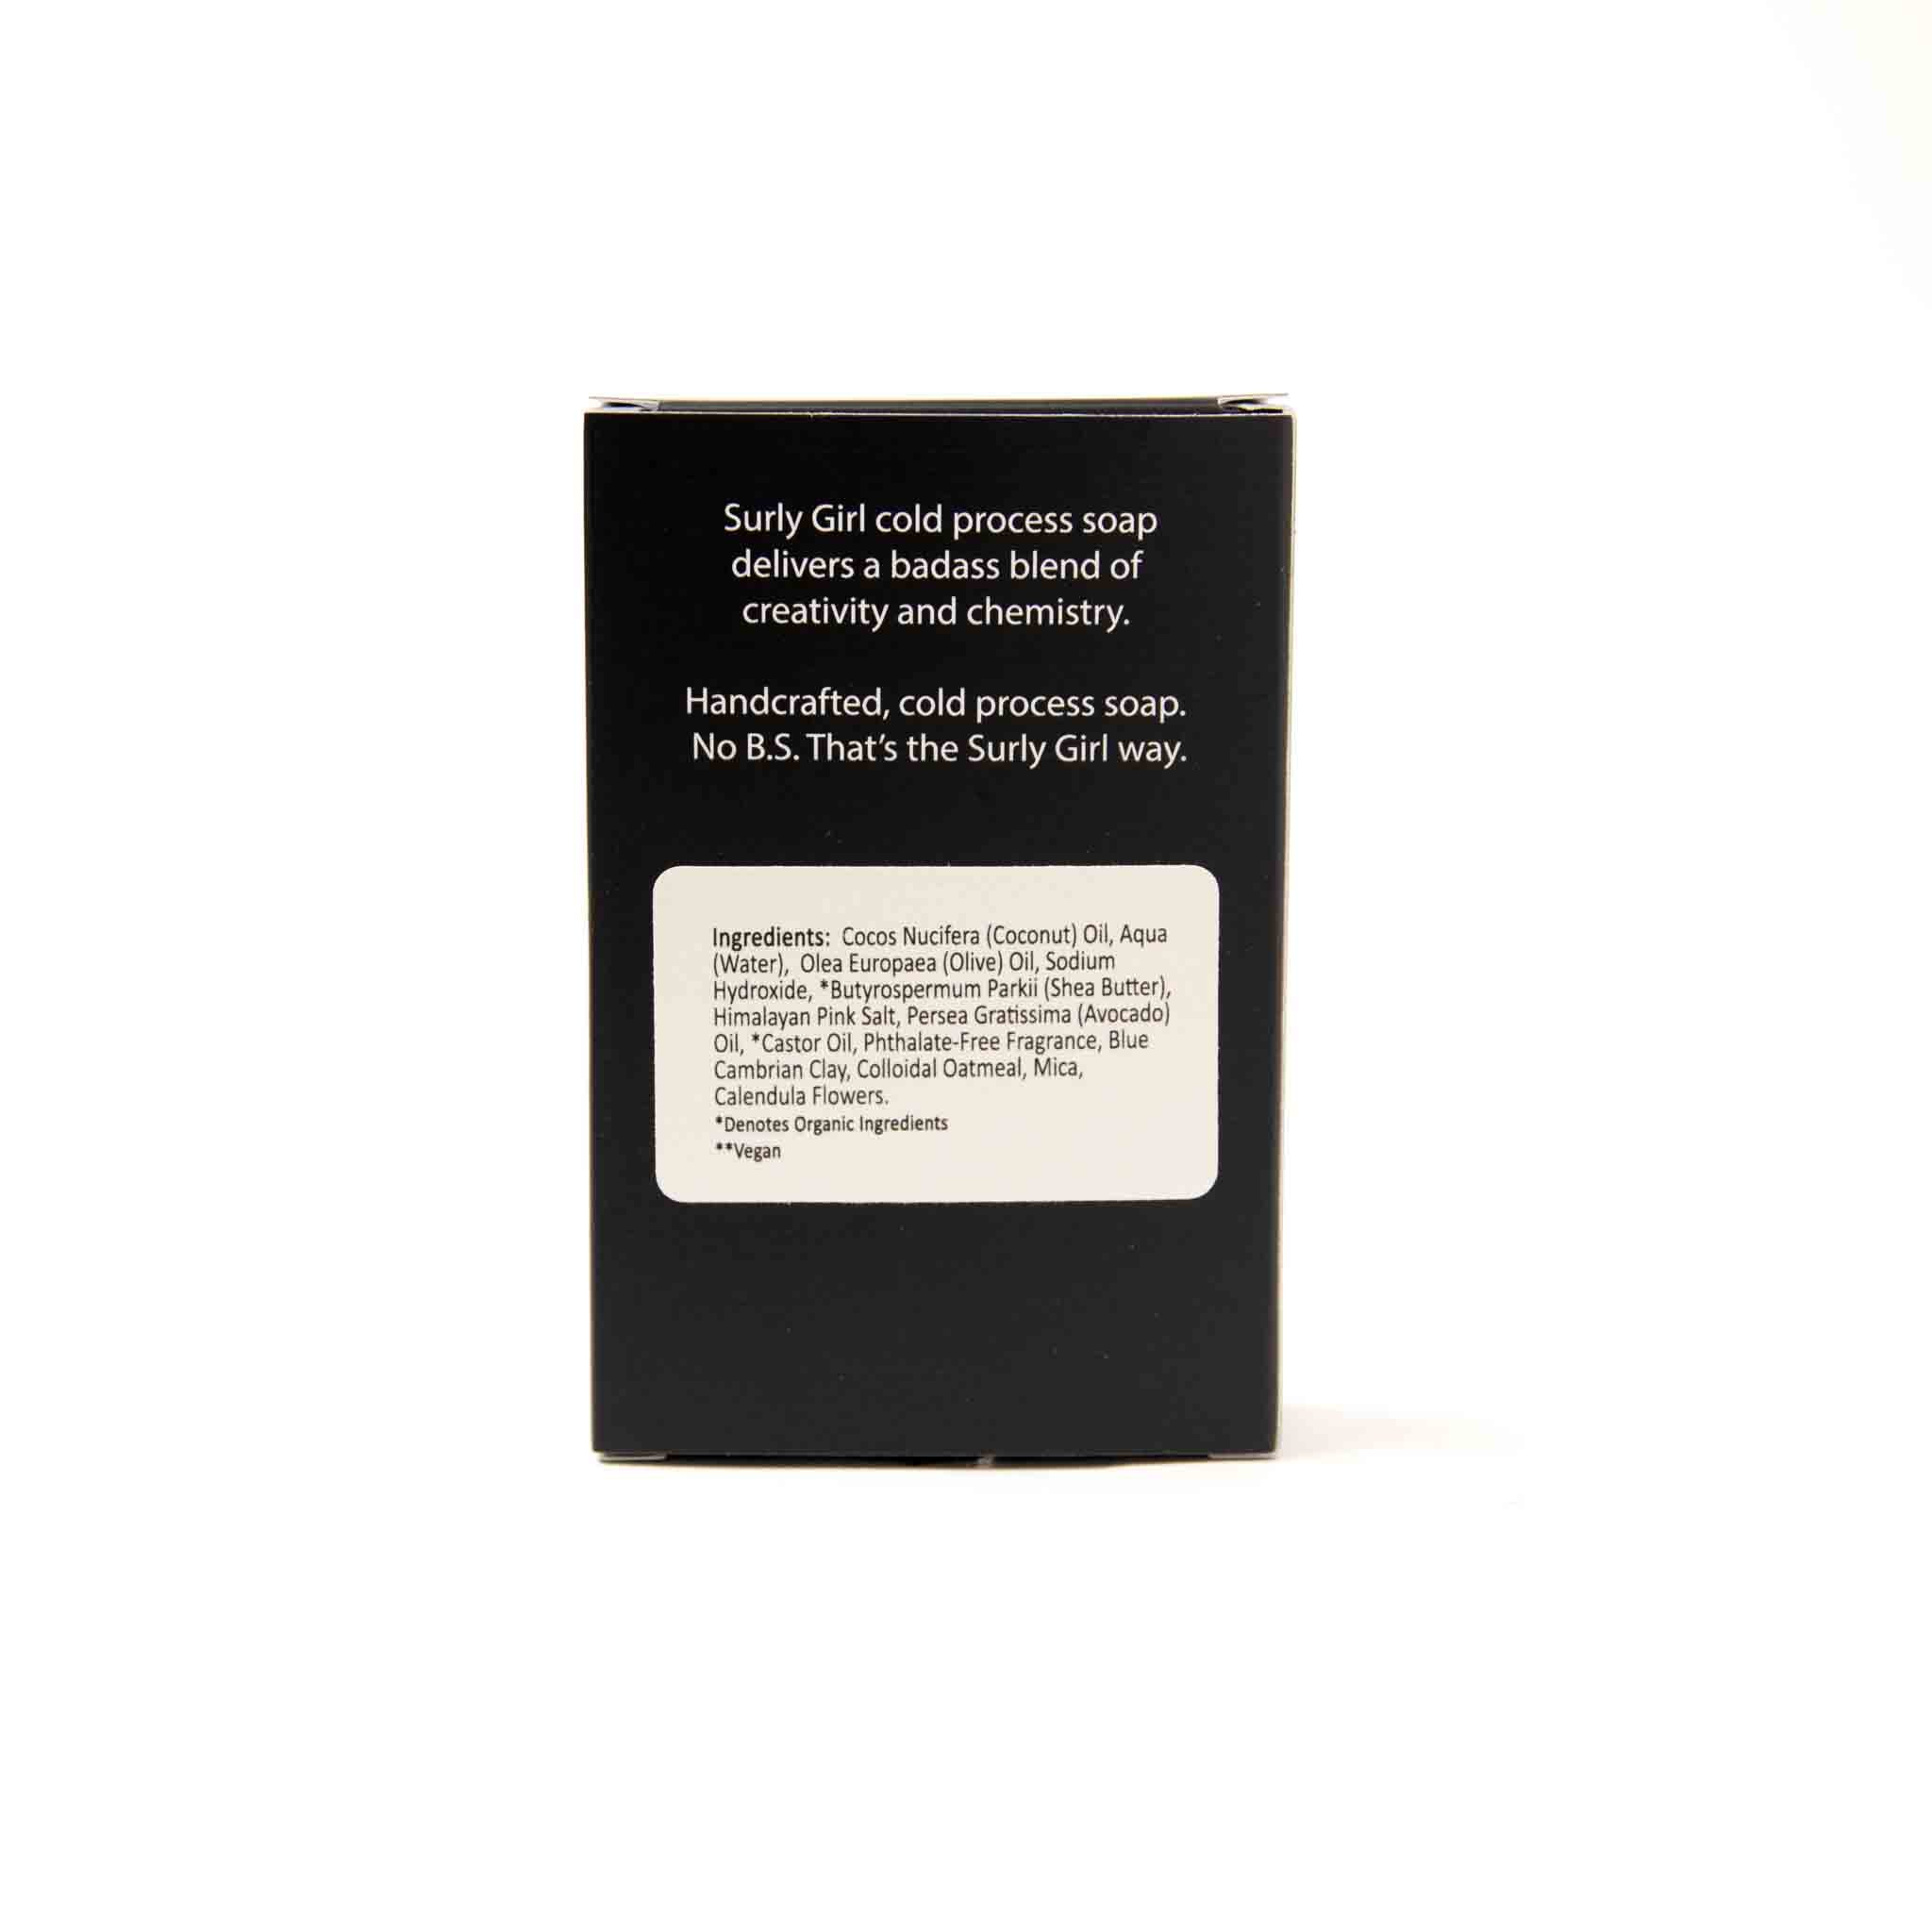 Surly Girl cold process soap
delivers a badass blend of
creativity and chemistry.
Handcrafted, cold process soap.
No B.S. That's the Surly Girl way.
Ingredients: Cocos Nucifera (Coconut) Oil, Aqua
(Water), Olea Europaea (Olive) Oil, Sodium
Hydroxide, *Butyrospermum Parkii (Shea Butter),
Himalayan Pink Salt, Persea Gratissima (Avocado)
Oil, *Castor Oil, Phthalate-Free Fragrance, Blue
Cambrian Clay, Colloidal Oatmeal, Mica,
Calendula Flowers.
*Denotes Organic Ingredients
**Vegan